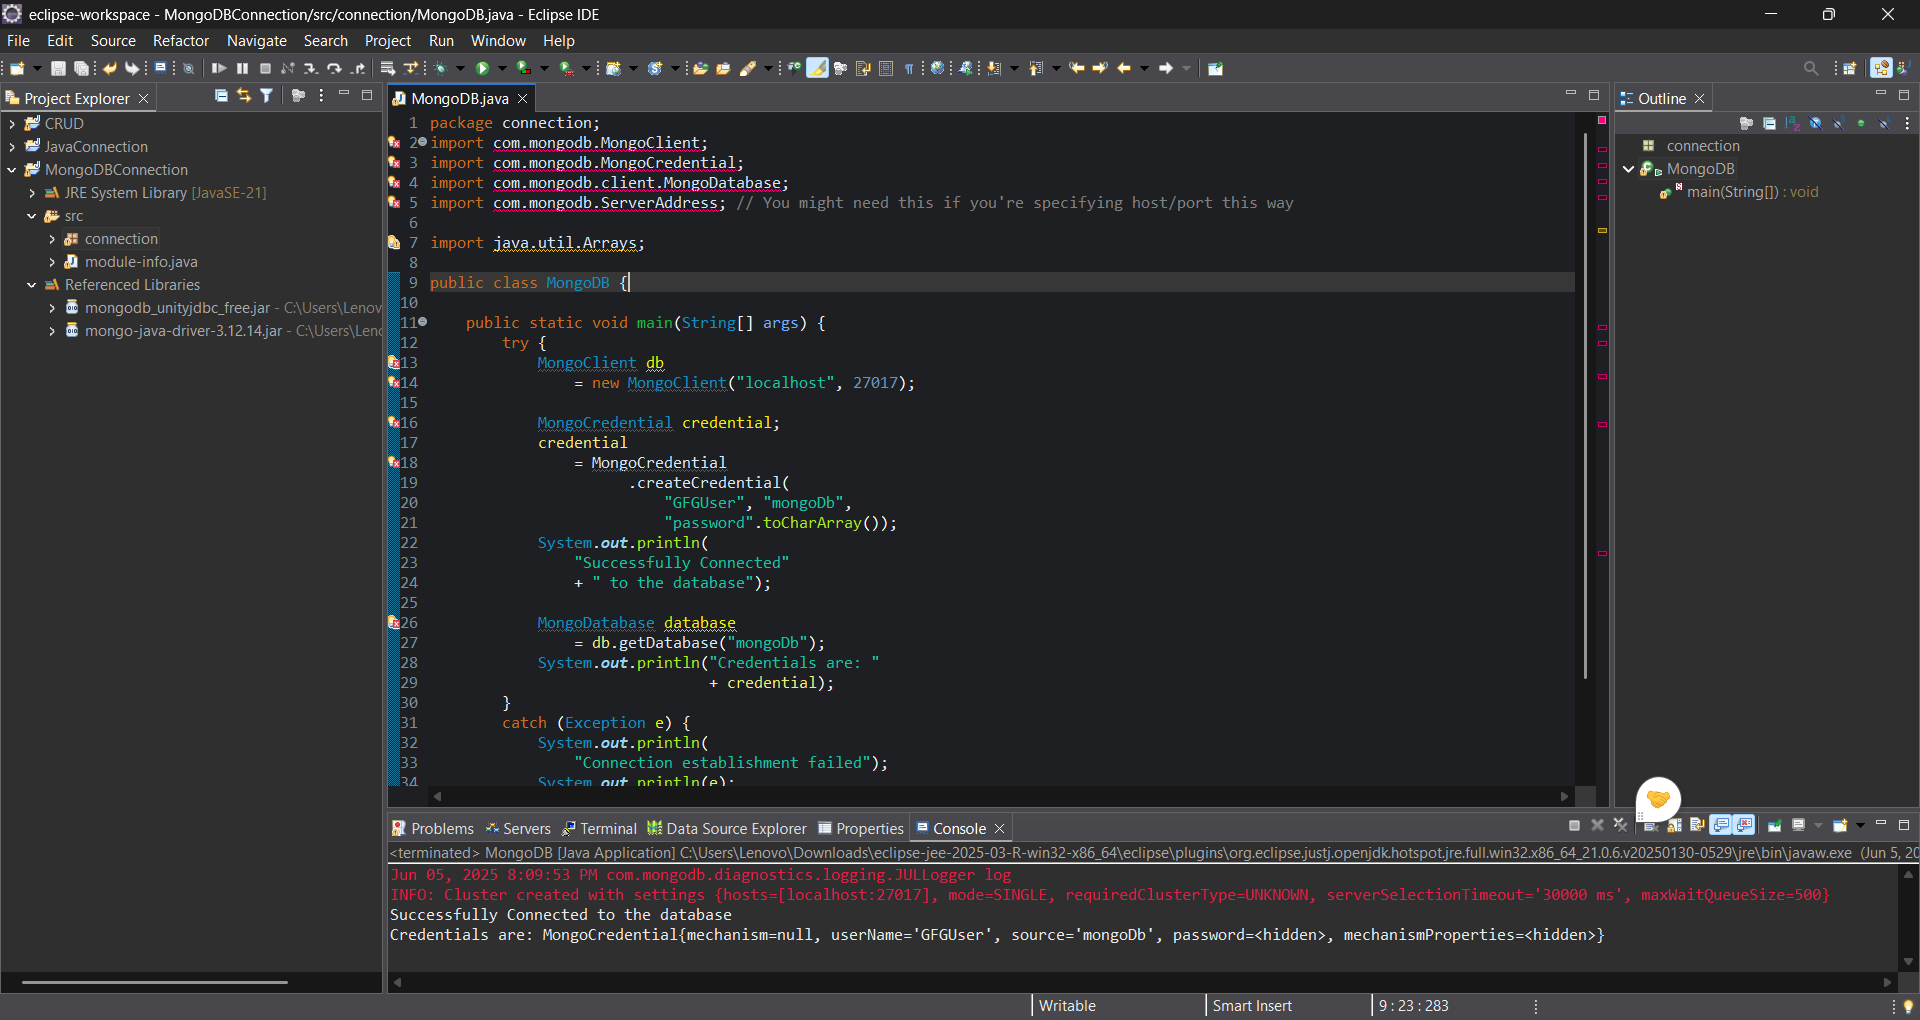 eclipse-workspace - MongoDBConnection/src/connection/MongoDB.java - Eclipse IDE
File Edit Source Refactor Navigate Search Project Run Window Help
Project Explorer
CRUD
JavaConnection
MongoDBConnection
JRE System Library [JavaSE-21]
src
connection
module-info.java
Referenced Libraries
mongodb_unityjdbc_free.jar - C:\Users\Lenov
mongo-java-driver-3.12.14.jar - C:\Users\Leno
MongoDB.java
1 package connection;
2 import com.mongodb.MongoClient;
3 import com.mongodb.MongoCredential;
4 import com.mongodb.client.MongoDatabase;
5 import com.mongodb.ServerAddress; // You might need this if you're specifying host/port this way
6
7 import java.util.Arrays;
8
9 public class MongoDB {
10
11 public static void main(String[] args) {
12 try {
13 MongoClient db
14 = new MongoClient("localhost", 27017);
15
16 MongoCredential credential;
17 credential
18 = MongoCredential
19 .createCredential(
20 "GFGUser", "mongoDb",
21 "password".toCharArray());
22 System.out.println(
23 "Successfully Connected"
24 + " to the database");
25
26 MongoDatabase database
27 = db.getDatabase("mongoDb");
28 System.out.println("Credentials are: "
29 + credential);
30 }
31 catch (Exception e) {
32 System.out.println(
33 "Connection establishment failed");
34 System.out.println(e);
Outline
connection
MongoDB
main(String[]) : void
Problems Servers Terminal Data Source Explorer Properties Console
<terminated> MongoDB [Java Application] C:\Users\Lenovo\Downloads\eclipse-jee-2025-03-R-win32-x86_64\eclipse\plugins\org.eclipse.justj.openjdk.hotspot.jre.full.win32.x86_64_21.0.6.v20250130-0529\jre\bin\javaw.exe (Jun 5, 20
Jun 05, 2025 8:09:53 PM com.mongodb.diagnostics.logging.JULLogger log
INFO: Cluster created with settings {hosts=[localhost:27017], mode=SINGLE, requiredClusterType=UNKNOWN, serverSelectionTimeout='30000 ms', maxWaitQueueSize=500}
Successfully Connected to the database
Credentials are: MongoCredential{mechanism=null, userName='GFGUser', source='mongoDb', password=<hidden>, mechanismProperties=<hidden>}
Writable Smart Insert 9 : 23 : 283